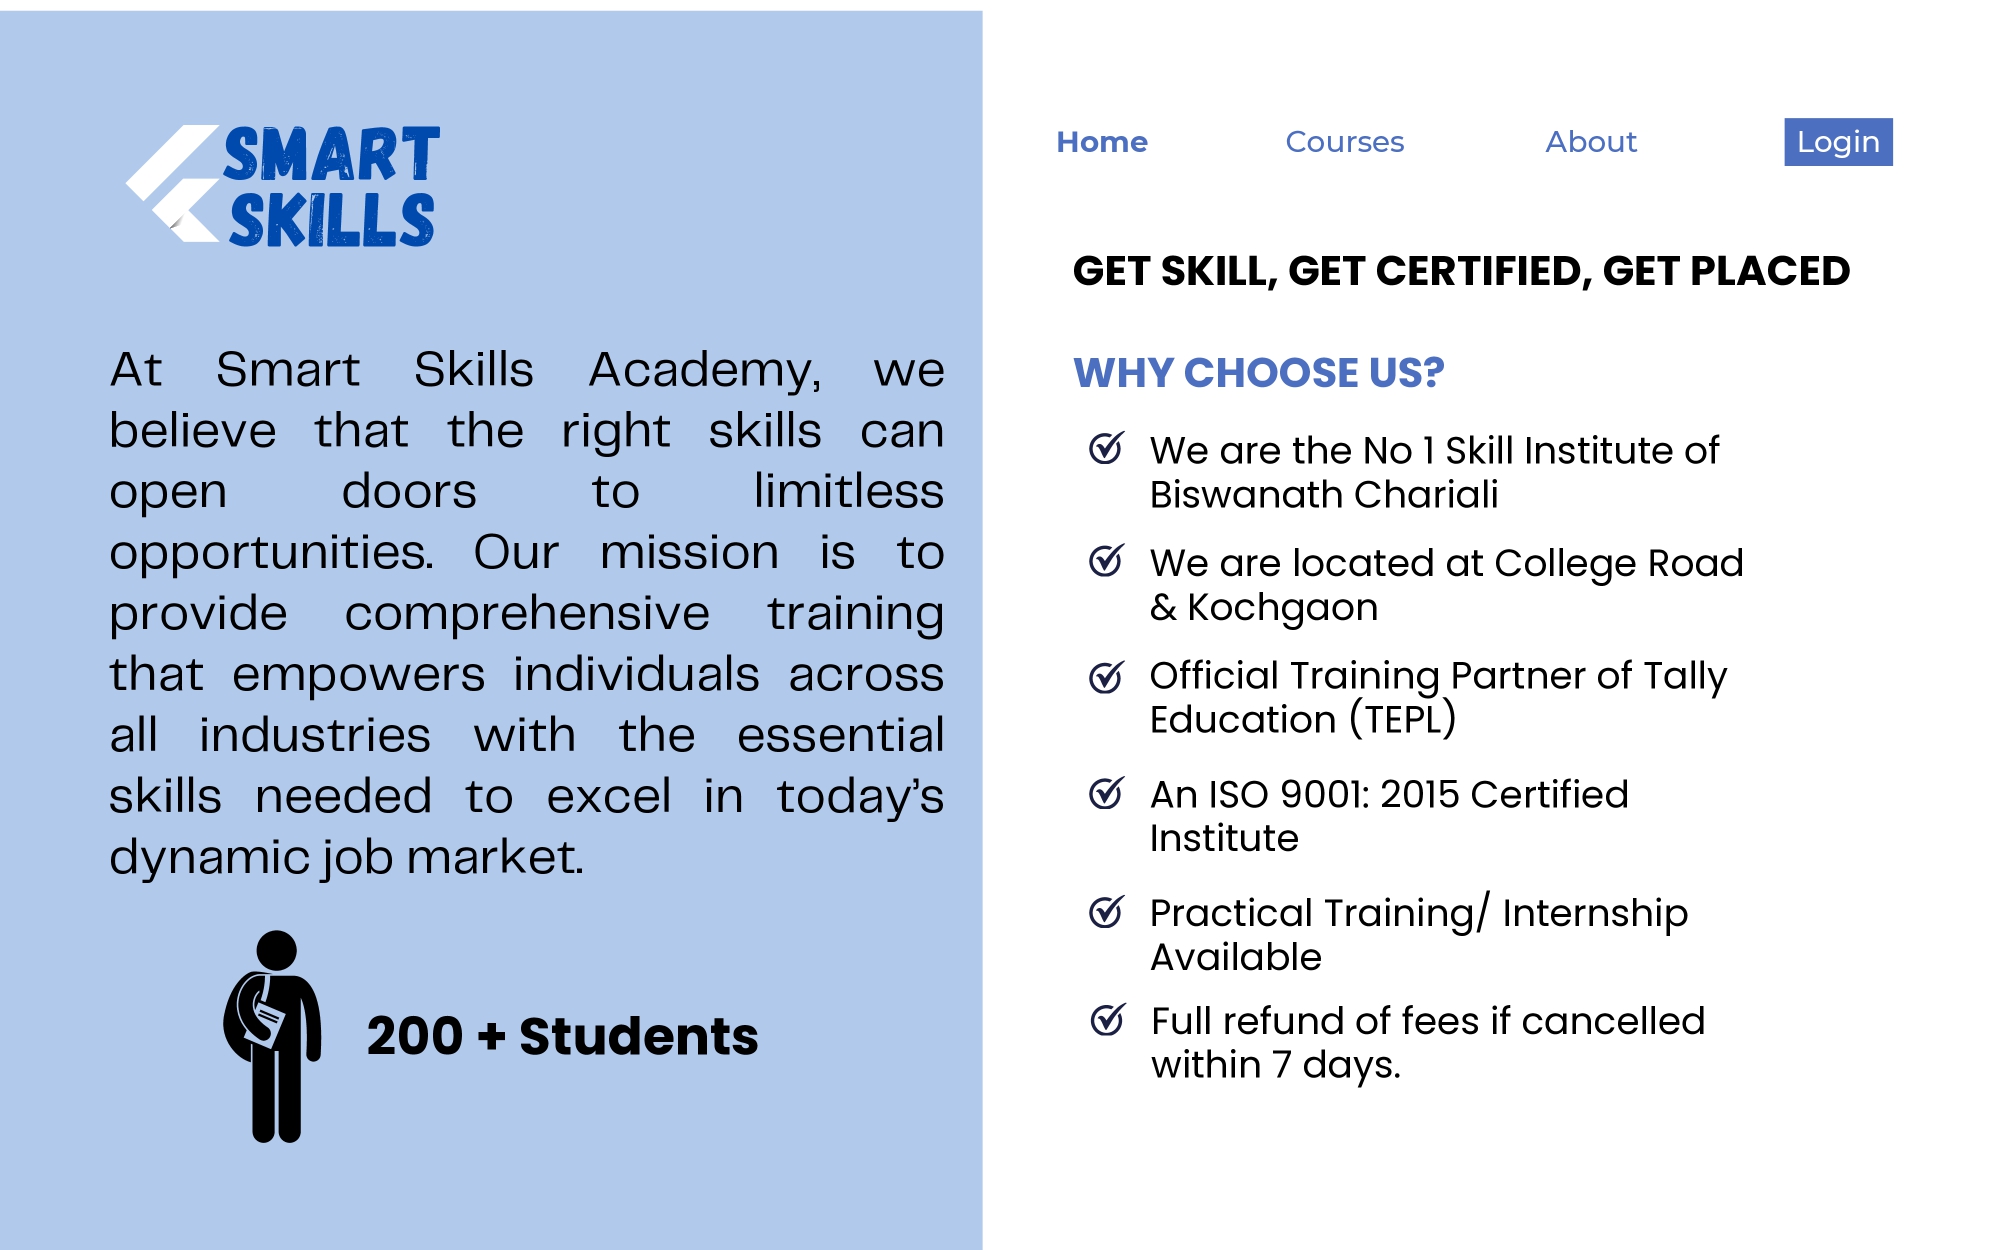 SMART
SKILLS
At Smart Skills Academy, we
believe that the right skills can
open doors to limitless
opportunities. Our mission is to
provide comprehensive training
that empowers individuals across
all industries with the essential
skills needed to excel in today’s
dynamic job market.
200 + Students
Home Courses About Login
GET SKILL, GET CERTIFIED, GET PLACED
WHY CHOOSE US?
We are the No 1 Skill Institute of
Biswanath Chariali
We are located at College Road
& Kochgaon
Official Training Partner of Tally
Education (TEPL)
An ISO 9001: 2015 Certified
Institute
Practical Training/ Internship
Available
Full refund of fees if cancelled
within 7 days.